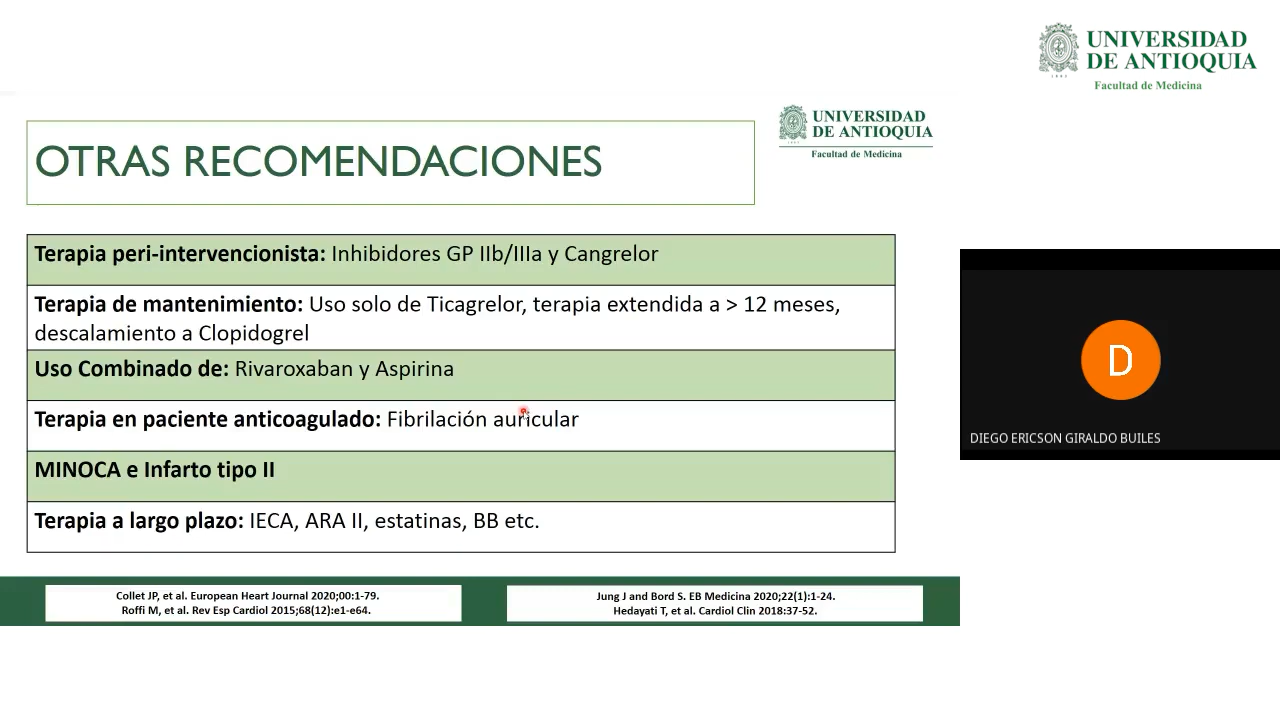 UNIVERSIDAD
DE ANTIOQUIA
Facultad de Medicina
UNIVERSIDAD
DE ANTIOQUIA
Facultad de Medicina
OTRAS RECOMENDACIONES
Terapia peri-intervencionista: Inhibidores GP IIb/IIIa y Cangrelor
Terapia de mantenimiento: Uso solo de Ticagrelor, terapia extendida a > 12 meses,
descalamiento a Clopidogrel
Uso Combinado de: Rivaroxaban y Aspirina
Terapia en paciente anticoagulado: Fibrilación auricular
MINOCA e Infarto tipo II
Terapia a largo plazo: IECA, ARA II, estatinas, BB etc.
D
DIEGO ERICSON GIRALDO BUILES
Collet JP, et al. European Heart Journal 2020;00:1-79.
Roffi M, et al. Rev Esp Cardiol 2015;68(12):e1-e64.
Jung J and Bord S. EB Medicina 2020;22(1):1-24.
Hedayati T, et al. Cardiol Clin 2018:37-52.